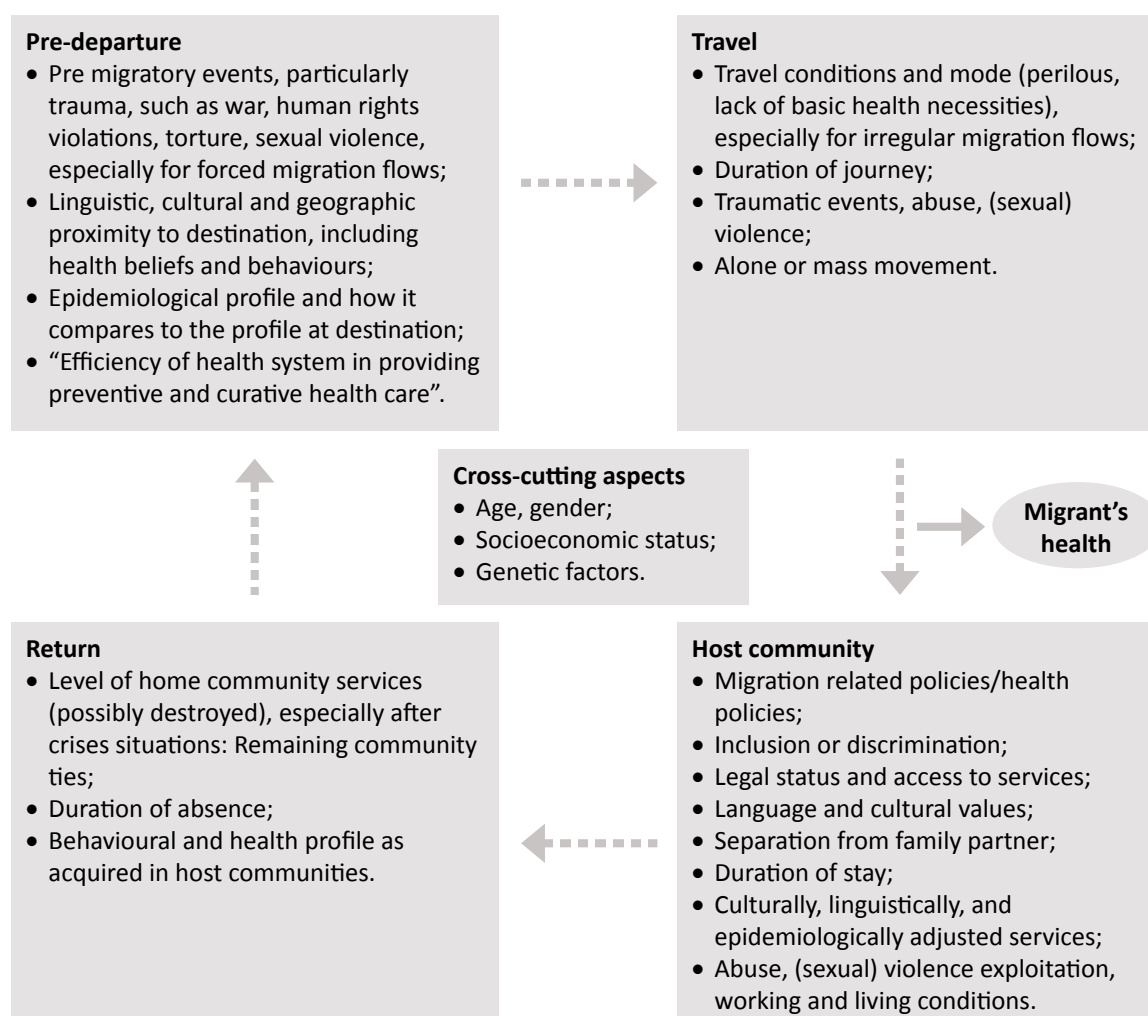 Pre-departure
• Pre migratory events, particularly
trauma, such as war, human rights
violations, torture, sexual violence,
especially for forced migration flows;
• Linguistic, cultural and geographic
proximity to destination, including
health beliefs and behaviours;
• Epidemiological profile and how it
compares to the profile at destination;
• “Efficiency of health system in providing
preventive and curative health care”.
Travel
• Travel conditions and mode (perilous,
lack of basic health necessities),
especially for irregular migration flows;
• Duration of journey;
• Traumatic events, abuse, (sexual)
violence;
• Alone or mass movement.
Cross-cutting aspects
• Age, gender;
• Socioeconomic status;
• Genetic factors.
Migrant’s
health
Return
• Level of home community services
(possibly destroyed), especially after
crises situations: Remaining community
ties;
• Duration of absence;
• Behavioural and health profile as
acquired in host communities.
Host community
• Migration related policies/health
policies;
• Inclusion or discrimination;
• Legal status and access to services;
• Language and cultural values;
• Separation from family partner;
• Duration of stay;
• Culturally, linguistically, and
epidemiologically adjusted services;
• Abuse, (sexual) violence exploitation,
working and living conditions.